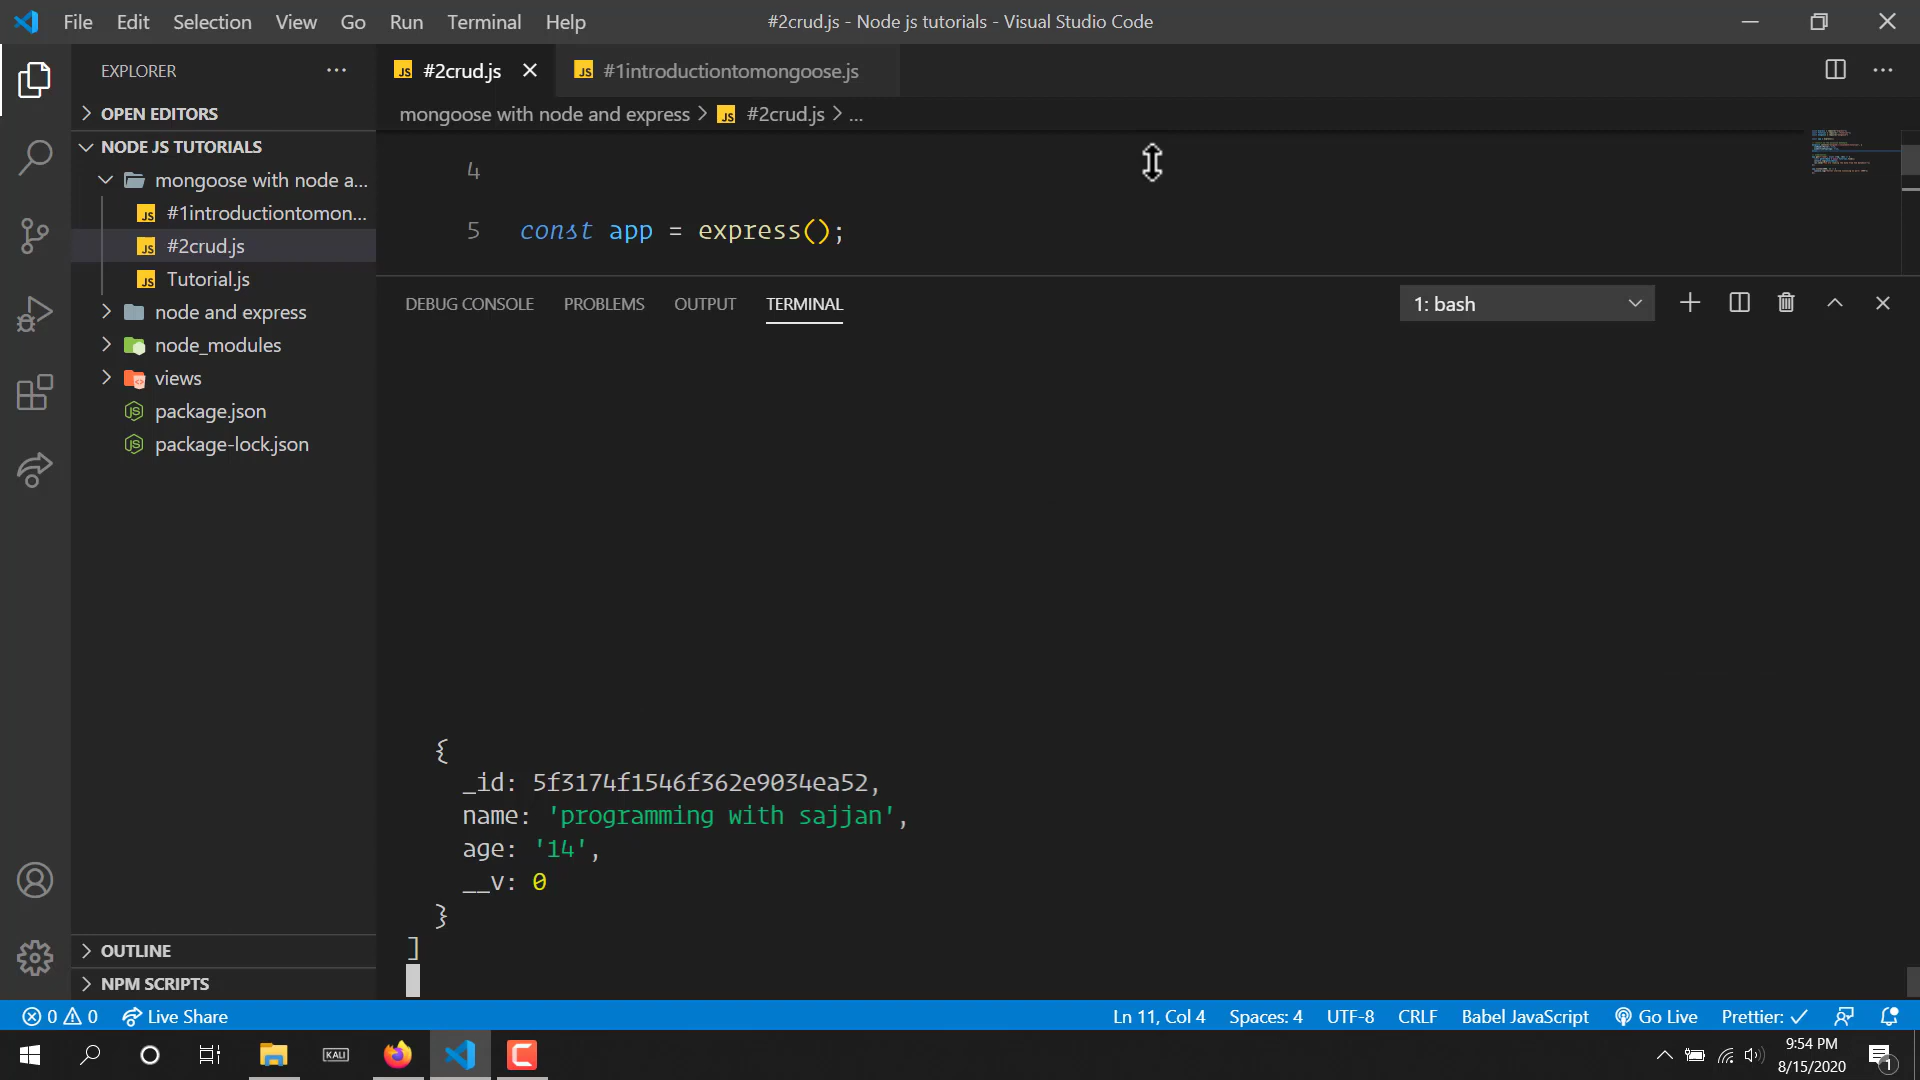 File Edit Selection View Go Run Terminal Help
#2crud.js - Node js tutorials - Visual Studio Code
EXPLORER
OPEN EDITORS
NODE JS TUTORIALS
mongoose with node a...
#1introductiontomon...
#2crud.js
Tutorial.js
node and express
node_modules
views
package.json
package-lock.json
OUTLINE
NPM SCRIPTS
#2crud.js
#1introductiontomongoose.js
mongoose with node and express > #2crud.js > ...
4
5 const app = express();
DEBUG CONSOLE PROBLEMS OUTPUT TERMINAL
1: bash
{
_id: 5f3174f1546f362e9034ea52,
name: 'programming with sajjan',
age: '14',
__v: 0
}
]
0 0 Live Share
Ln 11, Col 4 Spaces: 4 UTF-8 CRLF Babel JavaScript Go Live Prettier: ✓
KALI
9:54 PM
8/15/2020
1